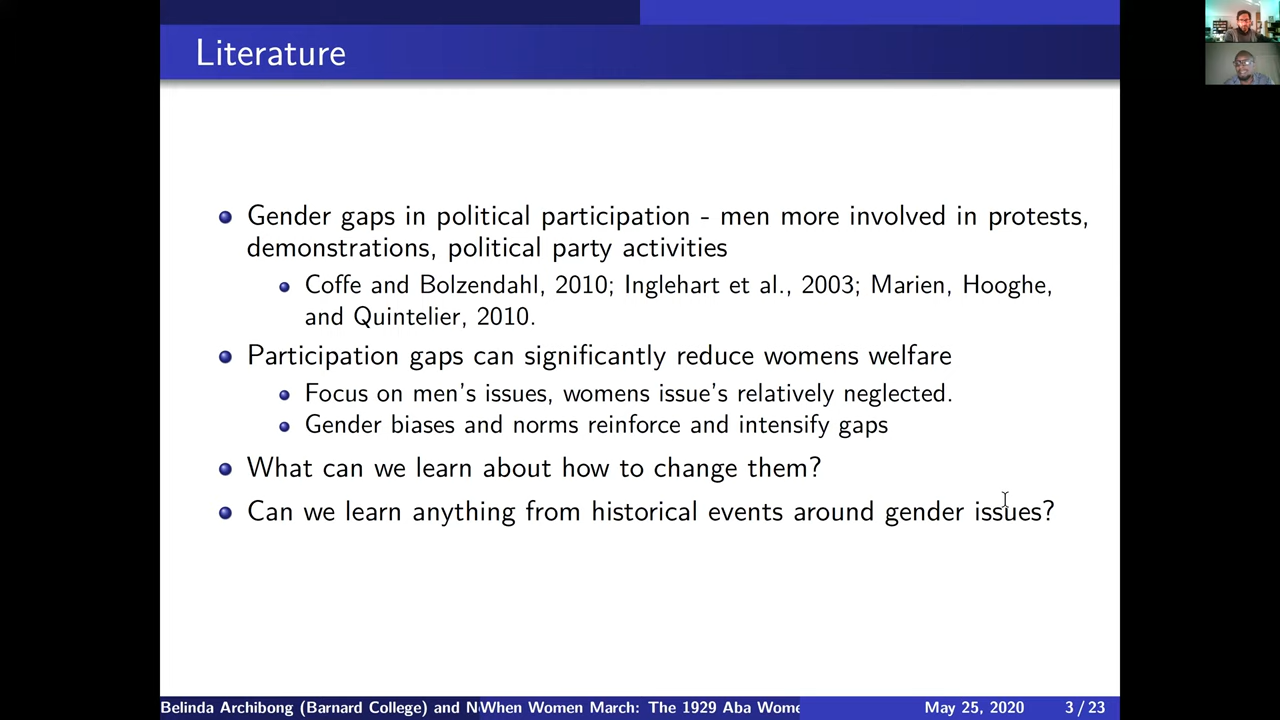 Literature
Gender gaps in political participation - men more involved in protests,
demonstrations, political party activities
Coffe and Bolzendahl, 2010; Inglehart et al., 2003; Marien, Hooghe,
and Quintelier, 2010.
Participation gaps can significantly reduce womens welfare
Focus on men's issues, womens issue's relatively neglected.
Gender biases and norms reinforce and intensify gaps
What can we learn about how to change them?
Can we learn anything from historical events around gender issues?
Belinda Archibong (Barnard College) and When Women March: The 1929 Aba May 25, 2020 3 / 23